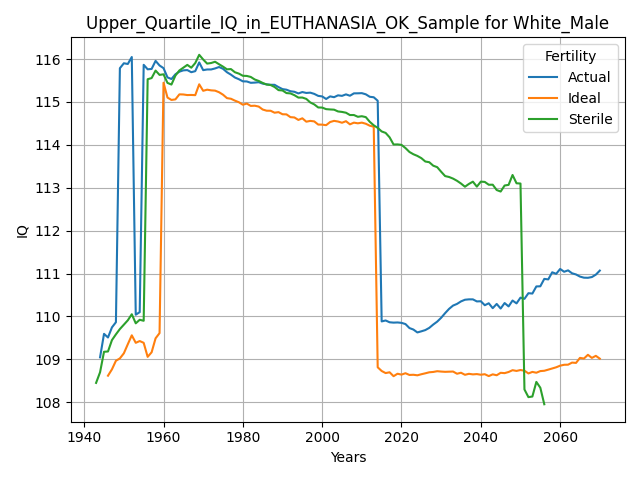 Upper_Quartile_IQ_in_EUTHANASIA_OK_Sample for White_Male
Fertility
Actual
Ideal
Sterile
IQ
116
115
114
113
112
111
110
109
108
1940 1960 1980 2000 2020 2040 2060
Years